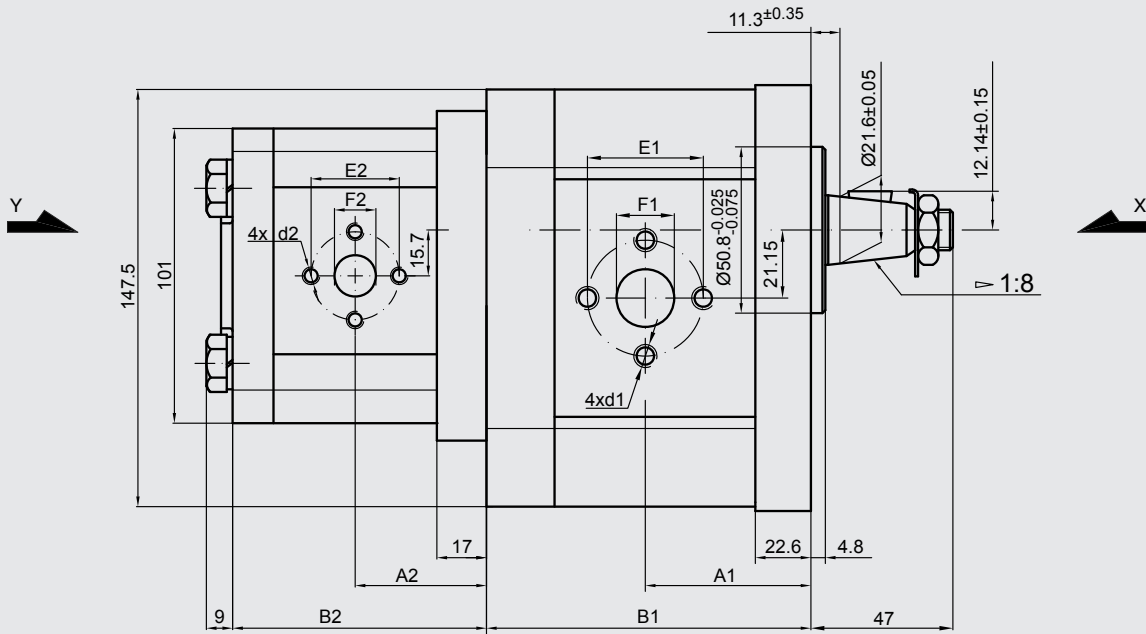 11.3±0.35
Ø21.6±0.05
12.14±0.15
Y
X
147.5
101
E2
F2
4x d2
15.7
E1
F1
4xd1
Ø50.8-0.025
-0.075
21.15
1:8
17
22.6
4.8
A2
A1
9
B2
B1
47